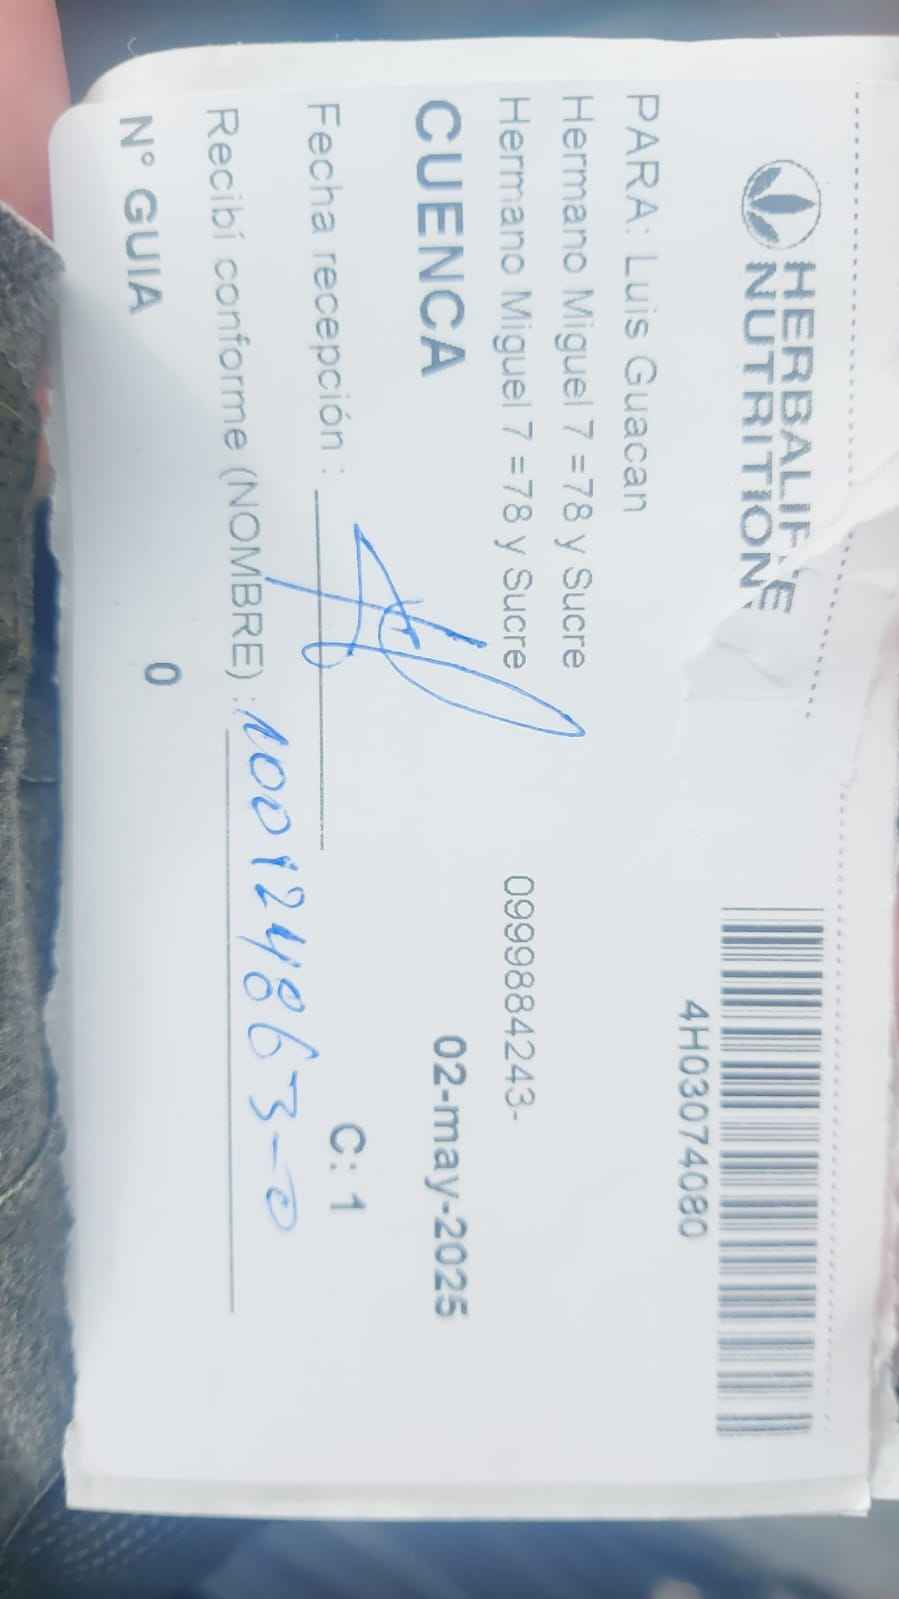 HERBALIFE
NUTRITION
4H03074080
PARA: Luis Guacan
Hermano Miguel 7 =78 y Sucre
Hermano Miguel 7 =78 y Sucre 0999884243-
CUENCA 02-may-2025
Fecha recepción : C: 1
Recibí conforme (NOMBRE) : 100124863-0
N° GUIA 0